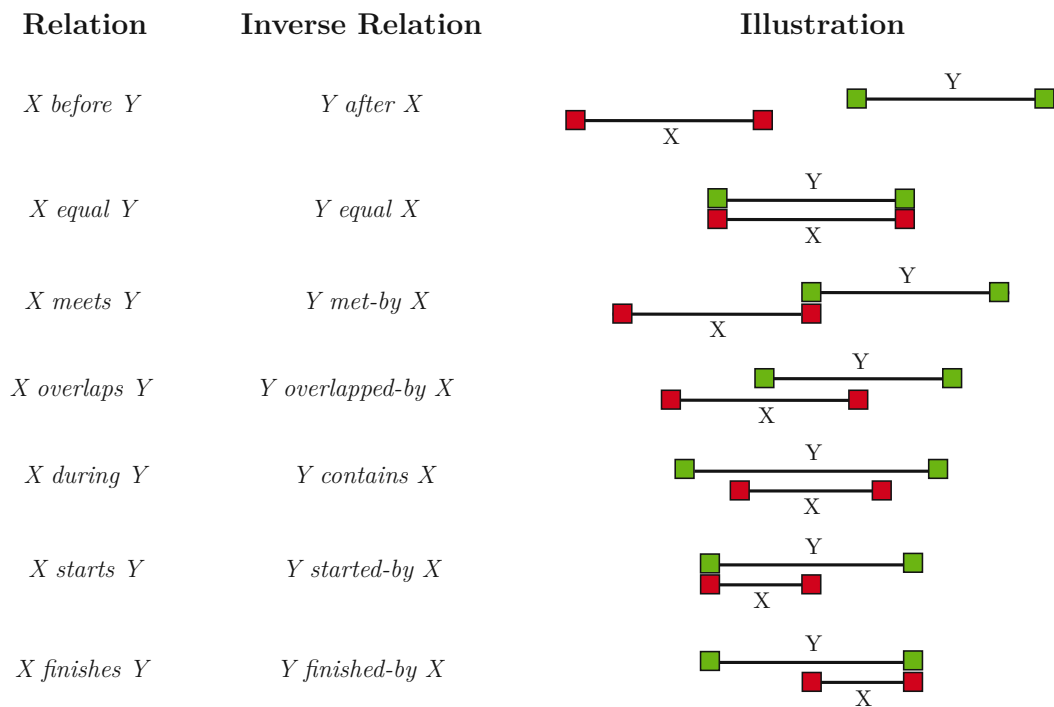 Relation Inverse Relation Illustration
X before Y Y after X Y
X
X equal Y Y equal X Y
X
X meets Y Y met-by X Y
X
X overlaps Y Y overlapped-by X Y
X
X during Y Y contains X Y
X
X starts Y Y started-by X Y
X
X finishes Y Y finished-by X Y
X